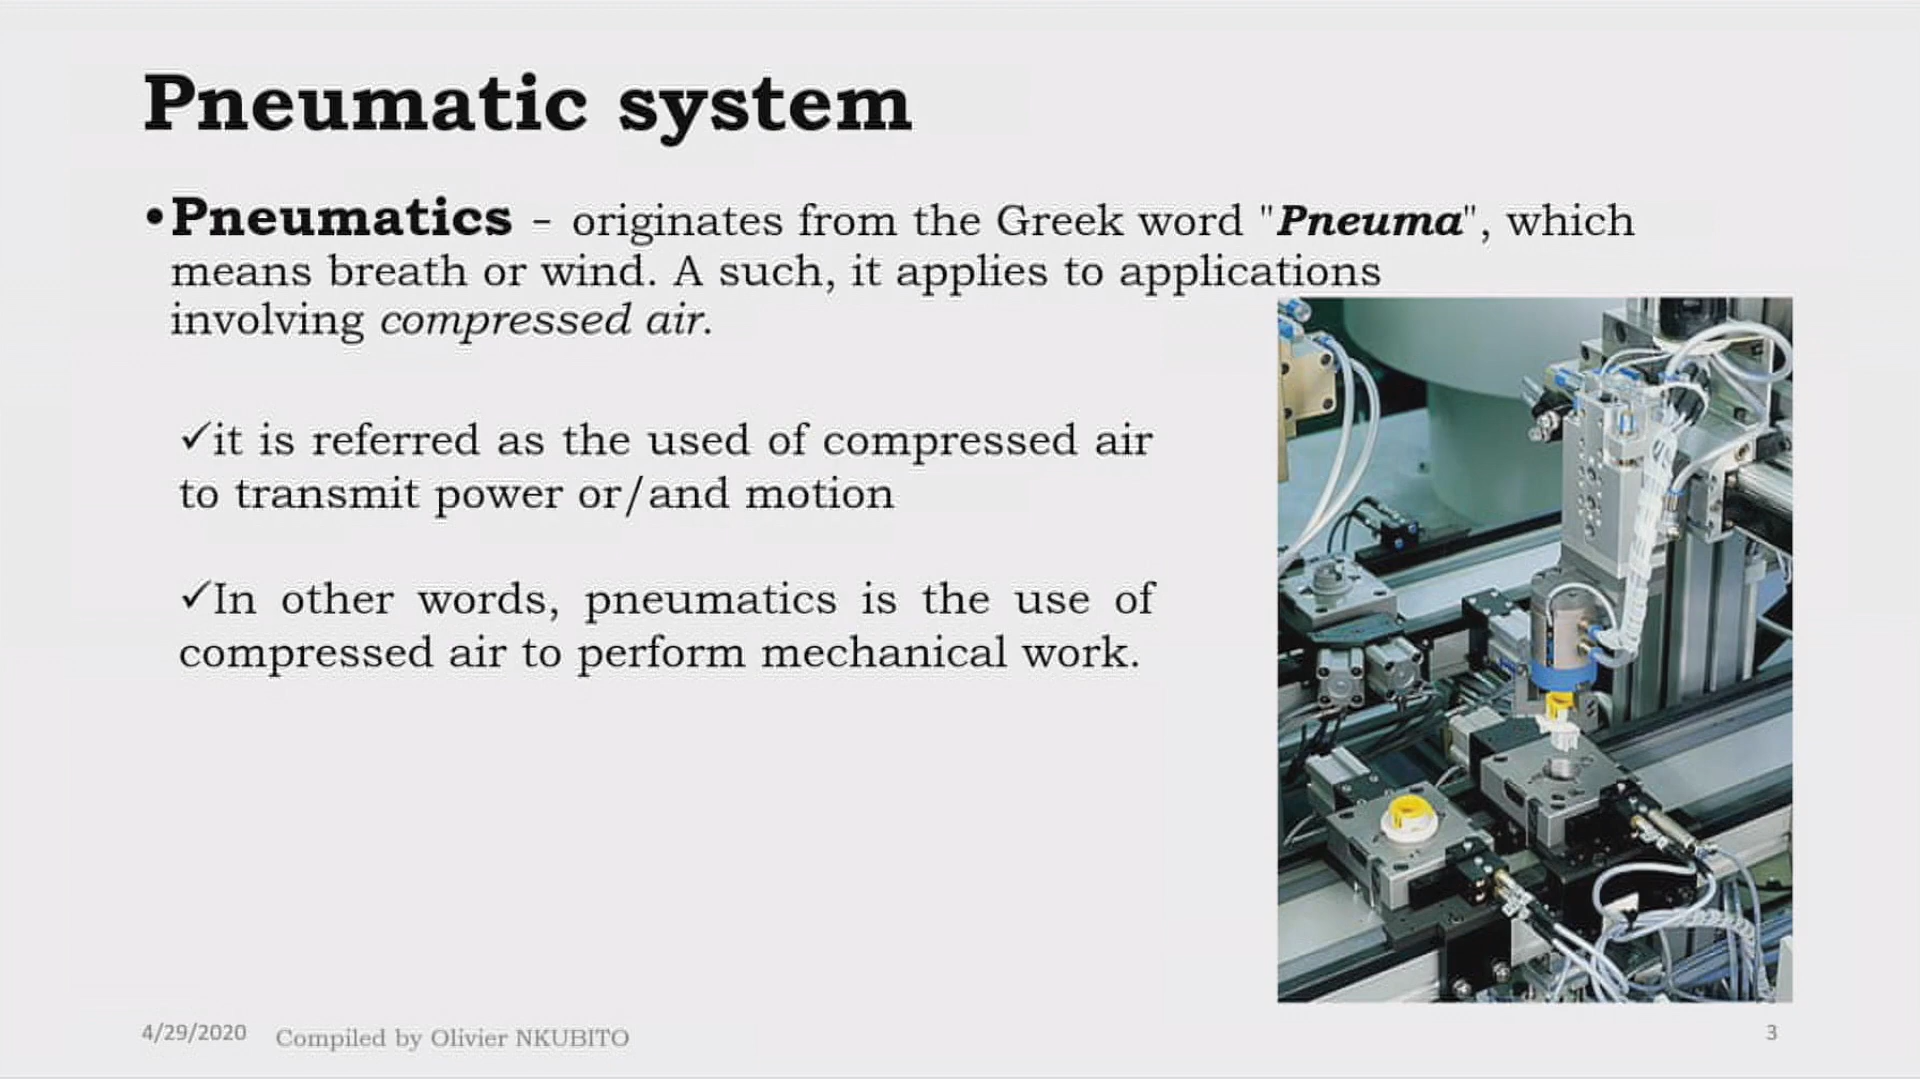 Pneumatic system
•Pneumatics – originates from the Greek word "Pneuma", which
means breath or wind. A such, it applies to applications
involving compressed air.
✓it is referred as the used of compressed air
to transmit power or/and motion
✓In other words, pneumatics is the use of
compressed air to perform mechanical work.
4/29/2020 Compiled by Olivier NKUBITO 3